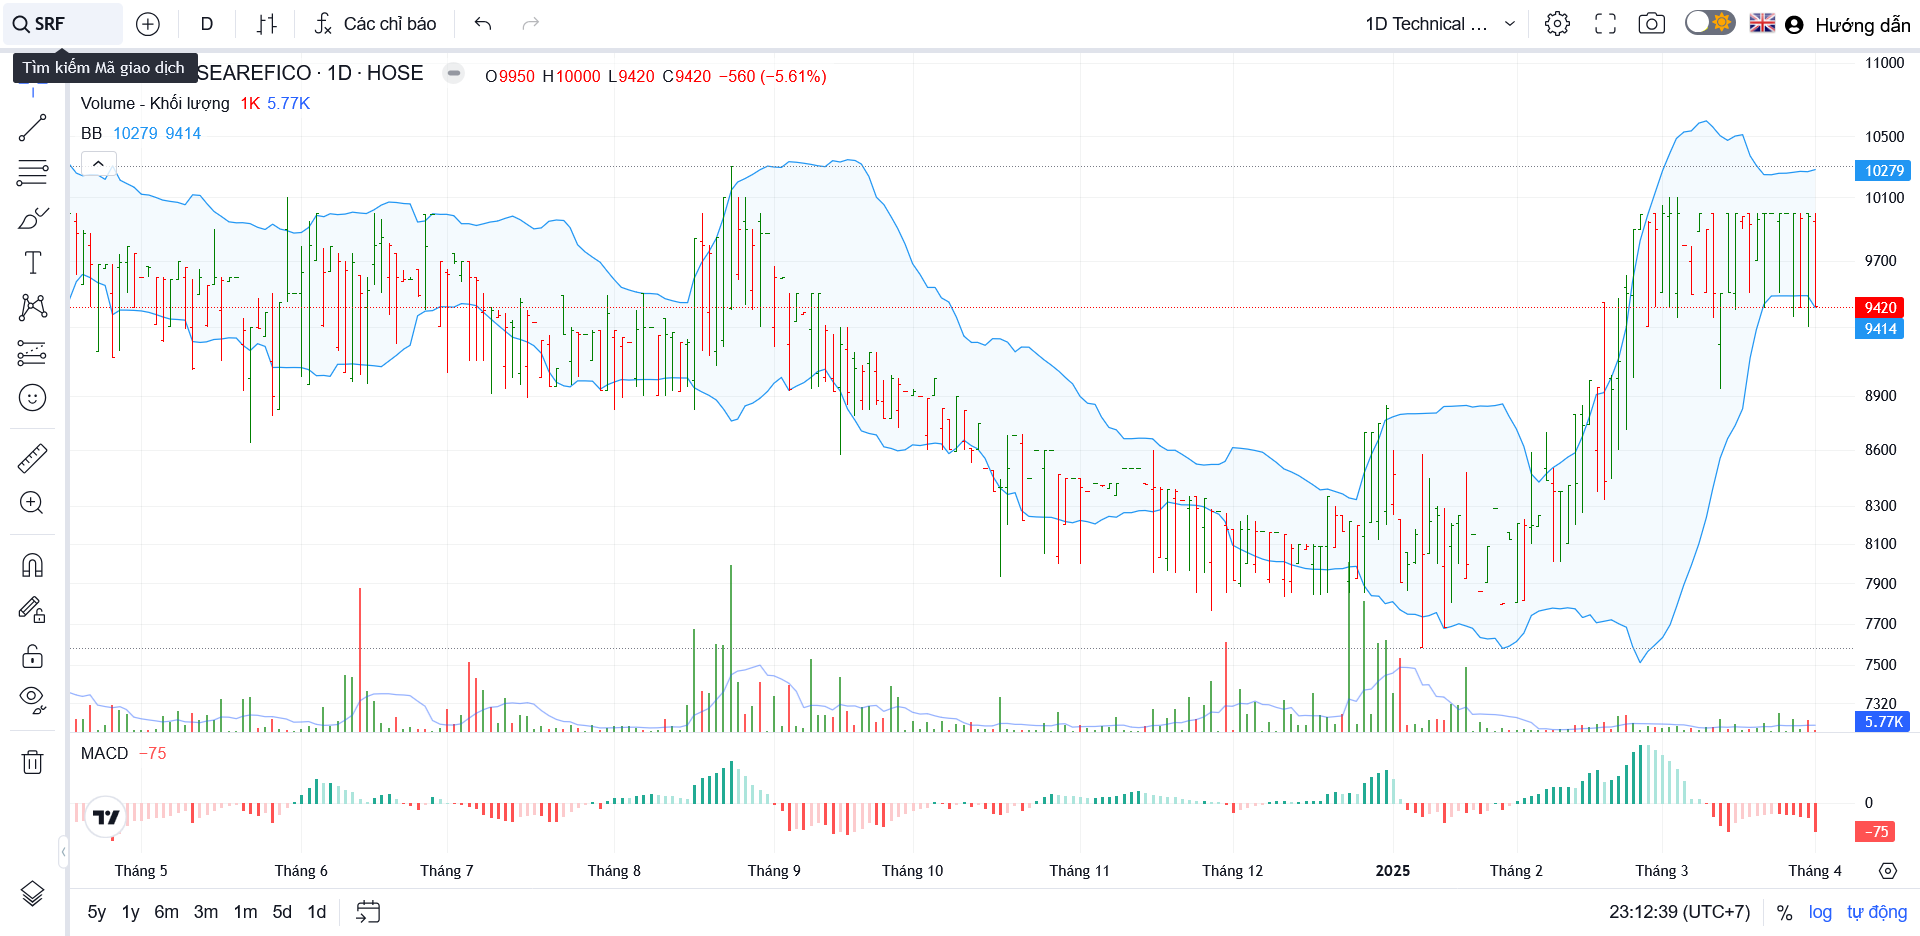 SRF
D
Các chỉ báo
1D Technical ...
Hướng dẫn
Tìm kiếm Mã giao dịch
SEAREFICO · 1D · HOSE
O9950 H10000 L9420 C9420 −560 (−5.61%)
Volume - Khối lượng 1K 5.77K
BB 10279 9414
11000
10500
10279
10100
9700
9420
9414
8900
8600
8300
8100
7900
7700
7500
7320
5.77K
MACD −75
0
−75
Tháng 5 Tháng 6 Tháng 7 Tháng 8 Tháng 9 Tháng 10 Tháng 11 Tháng 12 2025 Tháng 2 Tháng 3 Tháng 4
5y 1y 6m 3m 1m 5d 1d
23:12:39 (UTC+7) % log tự động